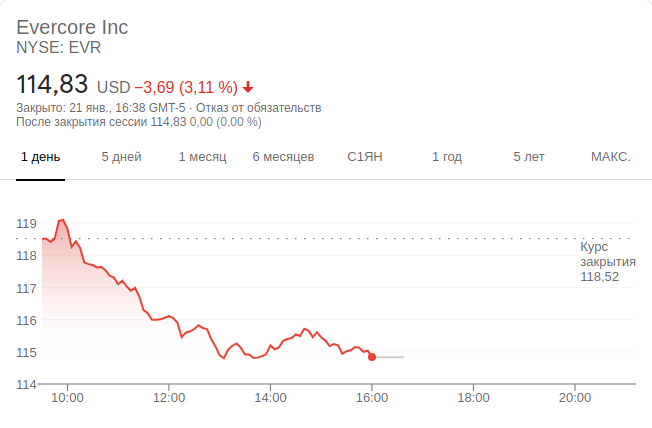 Evercore Inc
NYSE: EVR
114,83 USD −3,69 (3,11 %)
Закрыто: 21 янв., 16:38 GMT-5 · Отказ от обязательств
После закрытия сессии 114,83 0,00 (0,00 %)
1 день 5 дней 1 месяц 6 месяцев С1ЯН 1 год 5 лет МАКС.
119
Курс
закрытия
118,52
118
117
116
115
114
10:00 12:00 14:00 16:00 18:00 20:00